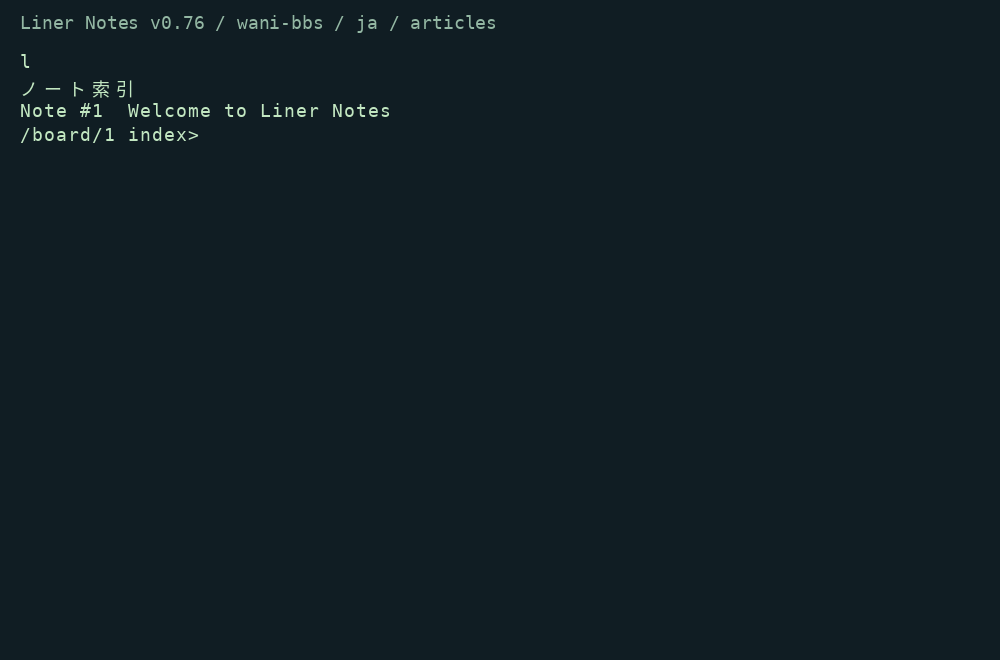 Liner Notes v0.76 / wani-bbs / ja / articles
l
ノート索引
Note #1  Welcome to Liner Notes
/board/1 index>